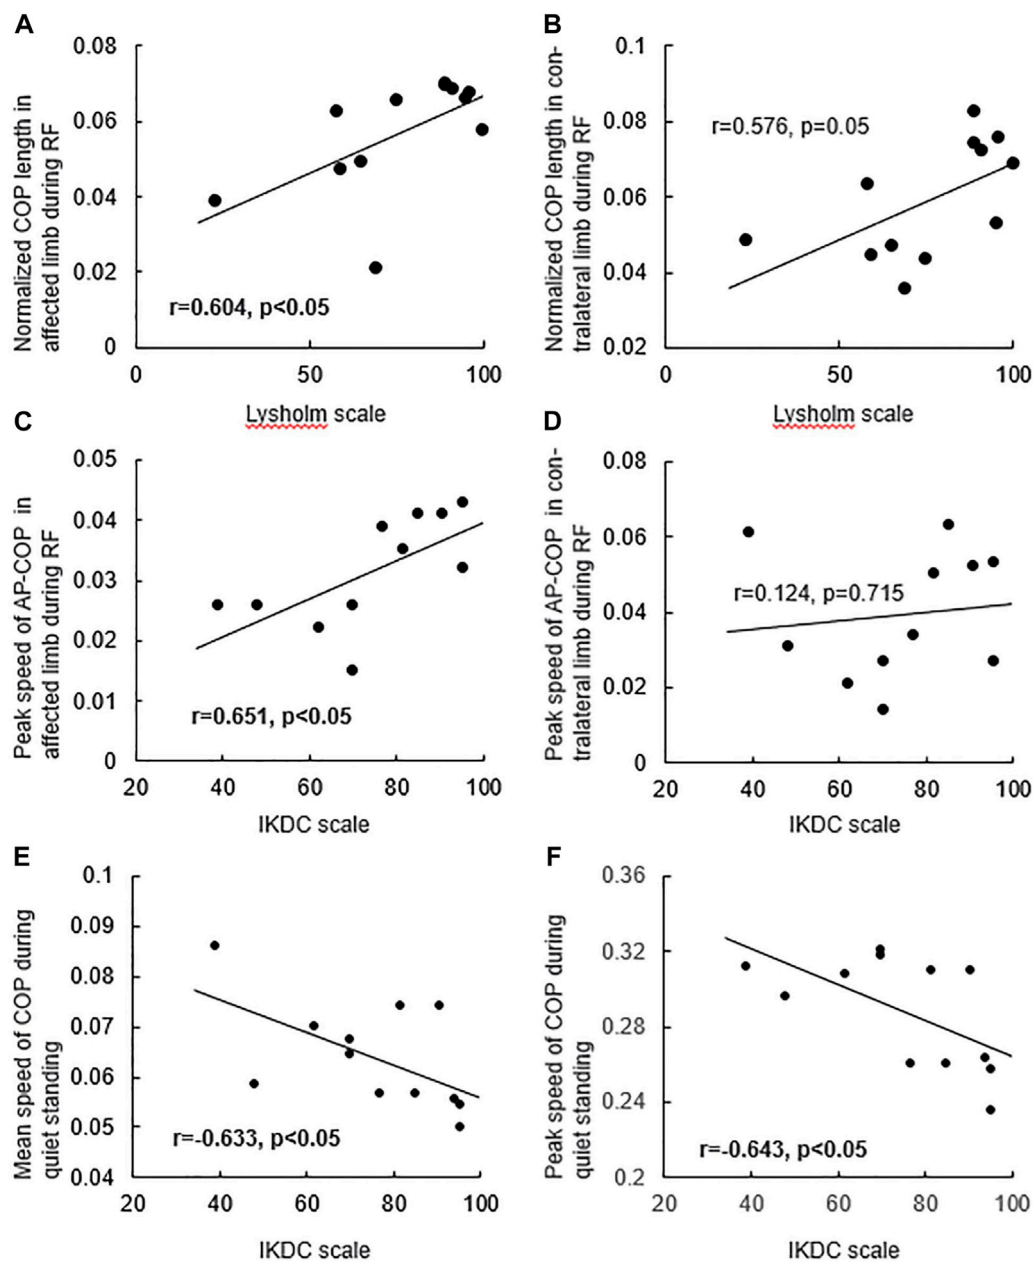 A
Normalized COP length in
affected limb during RF
0.08
0.06
0.04
0.02
0
r=0.604, p<0.05
0
50
100
Lysholm scale
B
Normalized COP length in con-
tralateral limb during RF
0.1
0.08
0.06
0.04
0.02
r=0.576, p=0.05
0
50
100
Lysholm scale
C
Peak speed of AP-COP in
affected limb during RF
0.05
0.04
0.03
0.02
0.01
0
r=0.651, p<0.05
20
40
60
80
100
IKDC scale
D
Peak speed of AP-COP in con-
tralateral limb during RF
0.08
0.06
0.04
0.02
0
r=0.124, p=0.715
20
40
60
80
100
IKDC scale
E
Mean speed of COP during
quiet standing
0.1
0.09
0.08
0.07
0.06
0.05
0.04
r=-0.633, p<0.05
20
40
60
80
100
IKDC scale
F
Peak speed of COP during
quiet standing
0.36
0.32
0.28
0.24
0.2
r=-0.643, p<0.05
20
40
60
80
100
IKDC scale